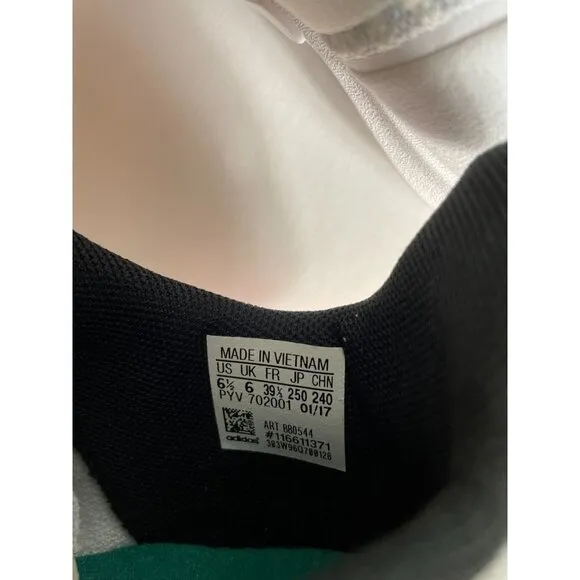 MADE IN VIETNAM
US UK FR JP CHN
6½ 6 39⅓ 250 240
PYV 702001 01/17
ART BB0544
#116611371
adidas
3B3W96Q7B0128